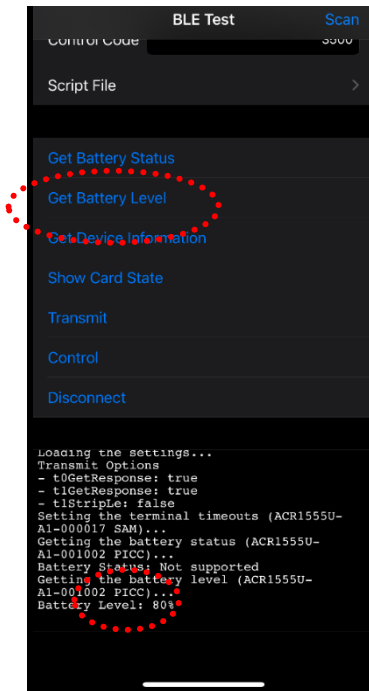 BLE Test
Scan
Control Code
3500
Script File
Get Battery Status
Get Battery Level
Get Device Information
Show Card State
Transmit
Control
Disconnect
Loading the settings...
Transmit Options
- t0GetResponse: true
- t1GetResponse: true
- t1StripLe: false
Setting the terminal timeouts (ACR1555U-
A1-000017 SAM)...
Getting the battery status (ACR1555U-
A1-001002 PICC)...
Battery Status: Not supported
Getting the battery level (ACR1555U-
A1-001002 PICC)...
Battery Level: 80%